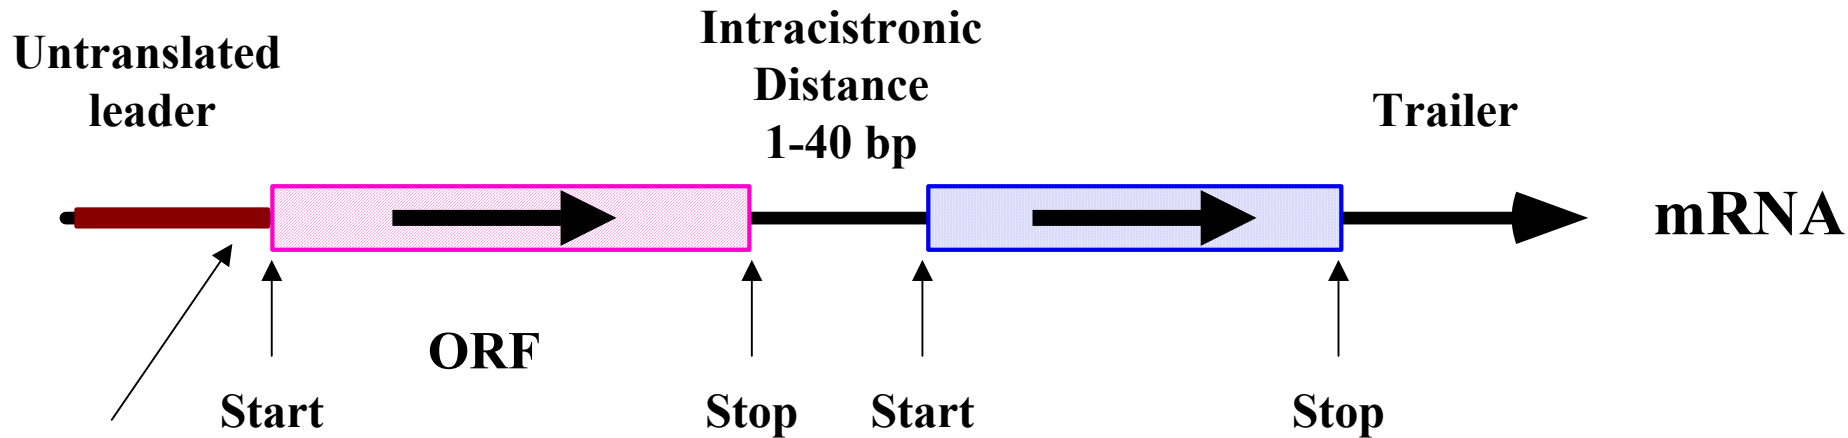 Untranslated
leader
Intracistronic
Distance
1-40 bp
Trailer
mRNA
ORF
Start
Stop
Start
Stop